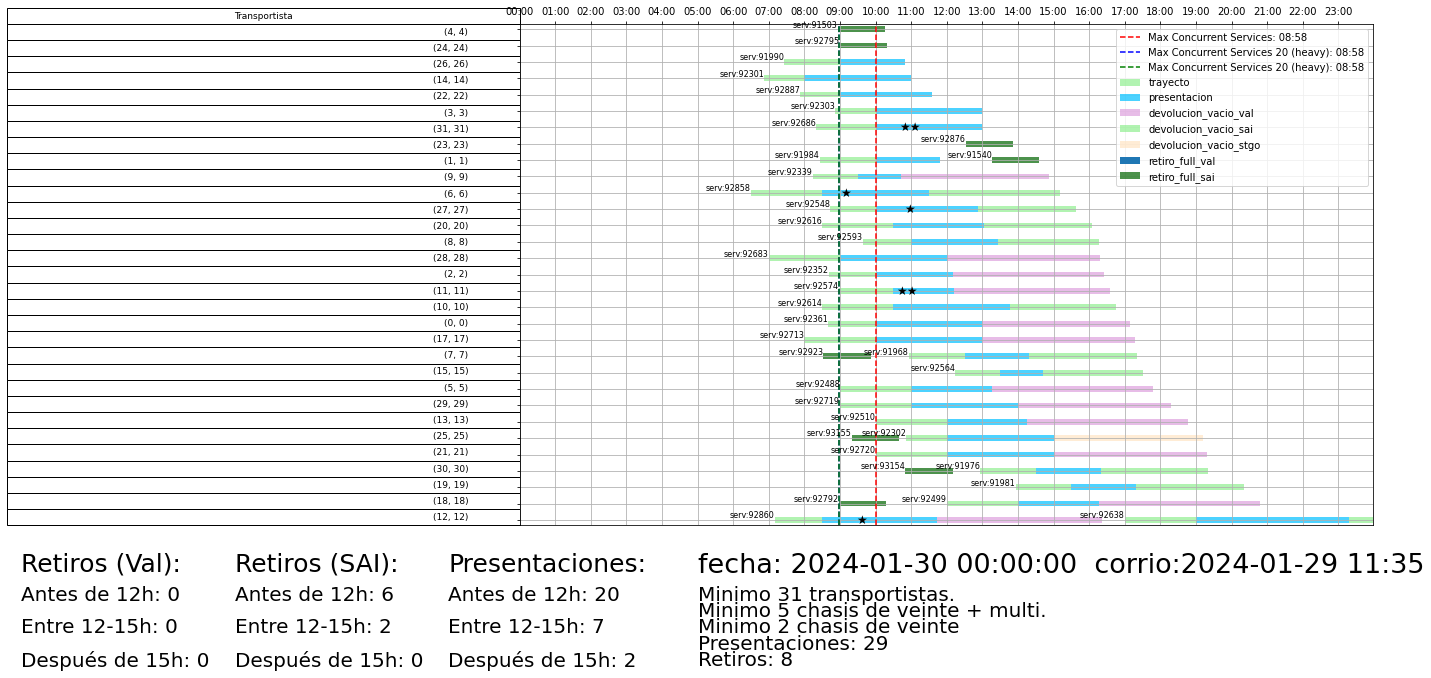 Transportista
00:00 01:00 02:00 03:00 04:00 05:00 06:00 07:00 08:00 09:00 10:00 11:00 12:00 13:00 14:00 15:00 16:00 17:00 18:00 19:00 20:00 21:00 22:00 23:00
(4, 4) serv:91503
(24, 24) serv:92795
(26, 26) serv:91990
(14, 14) serv:92301
(22, 22) serv:92887
(3, 3) serv:92303
(31, 31) serv:92686
(23, 23) serv:92876
(1, 1) serv:91984 serv:91540
(9, 9) serv:92339
(6, 6) serv:92858
(27, 27) serv:92548
(20, 20) serv:92616
(8, 8) serv:92593
(28, 28) serv:92683
(2, 2) serv:92352
(11, 11) serv:92574
(10, 10) serv:92614
(0, 0) serv:92361
(17, 17) serv:92713
(7, 7) serv:92923 serv:91968
(15, 15) serv:92564
(5, 5) serv:92488
(29, 29) serv:92719
(13, 13) serv:92510
(25, 25) serv:93155 serv:92302
(21, 21) serv:92720
(30, 30) serv:93154 serv:91976
(19, 19) serv:91981
(18, 18) serv:92792 serv:92499
(12, 12) serv:92860 serv:92638
Max Concurrent Services: 08:58
Max Concurrent Services 20 (heavy): 08:58
Max Concurrent Services 20 (heavy): 08:58
trayecto
presentacion
devolucion_vacio_val
devolucion_vacio_sai
devolucion_vacio_stgo
retiro_full_val
retiro_full_sai
Retiros (Val):
Antes de 12h: 0
Entre 12-15h: 0
Después de 15h: 0
Retiros (SAI):
Antes de 12h: 6
Entre 12-15h: 2
Después de 15h: 0
Presentaciones:
Antes de 12h: 20
Entre 12-15h: 7
Después de 15h: 2
fecha: 2024-01-30 00:00:00 corrio:2024-01-29 11:35
Minimo 31 transportistas.
Minimo 5 chasis de veinte + multi.
Minimo 2 chasis de veinte
Presentaciones: 29
Retiros: 8